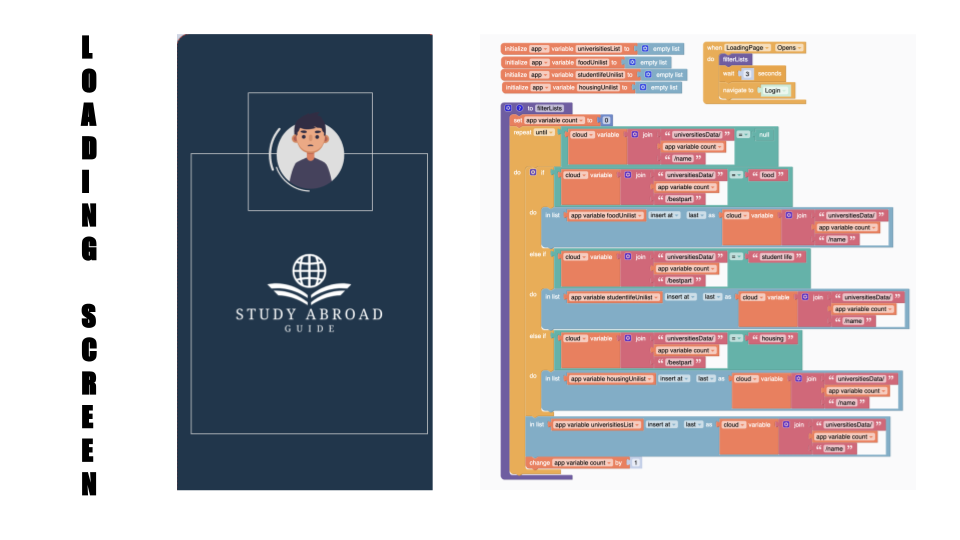 LOADING SCREEN
STUDY ABROAD
GUIDE
initialize app variable univerisitiesList to empty list
initialize app variable foodUnilist to empty list
initialize app variable studentlifeUnilist to empty list
initialize app variable housingUnilist to empty list
when LoadingPage Opens
do filterLists
wait 3 seconds
navigate to Login
? to filterLists
set app variable count to 0
repeat until cloud variable join “ universitiesData/ ” = null
app variable count
“ /name ”
do if cloud variable join “ universitiesData/ ” = “ food ”
app variable count
“ /bestpart ”
do in list app variable foodUnilist insert at last as cloud variable join “ universitiesData/ ”
app variable count
“ /name ”
else if cloud variable join “ universitiesData/ ” = “ student life ”
app variable count
“ /bestpart ”
do in list app variable studentlifeUnilist insert at last as cloud variable join “ universitiesData/ ”
app variable count
“ /name ”
else if cloud variable join “ universitiesData/ ” = “ housing ”
app variable count
“ /bestpart ”
do in list app variable housingUnilist insert at last as cloud variable join “ universitiesData/ ”
app variable count
“ /name ”
in list app variable univerisitiesList insert at last as cloud variable join “ universitiesData/ ”
app variable count
“ /name ”
change app variable count by 1